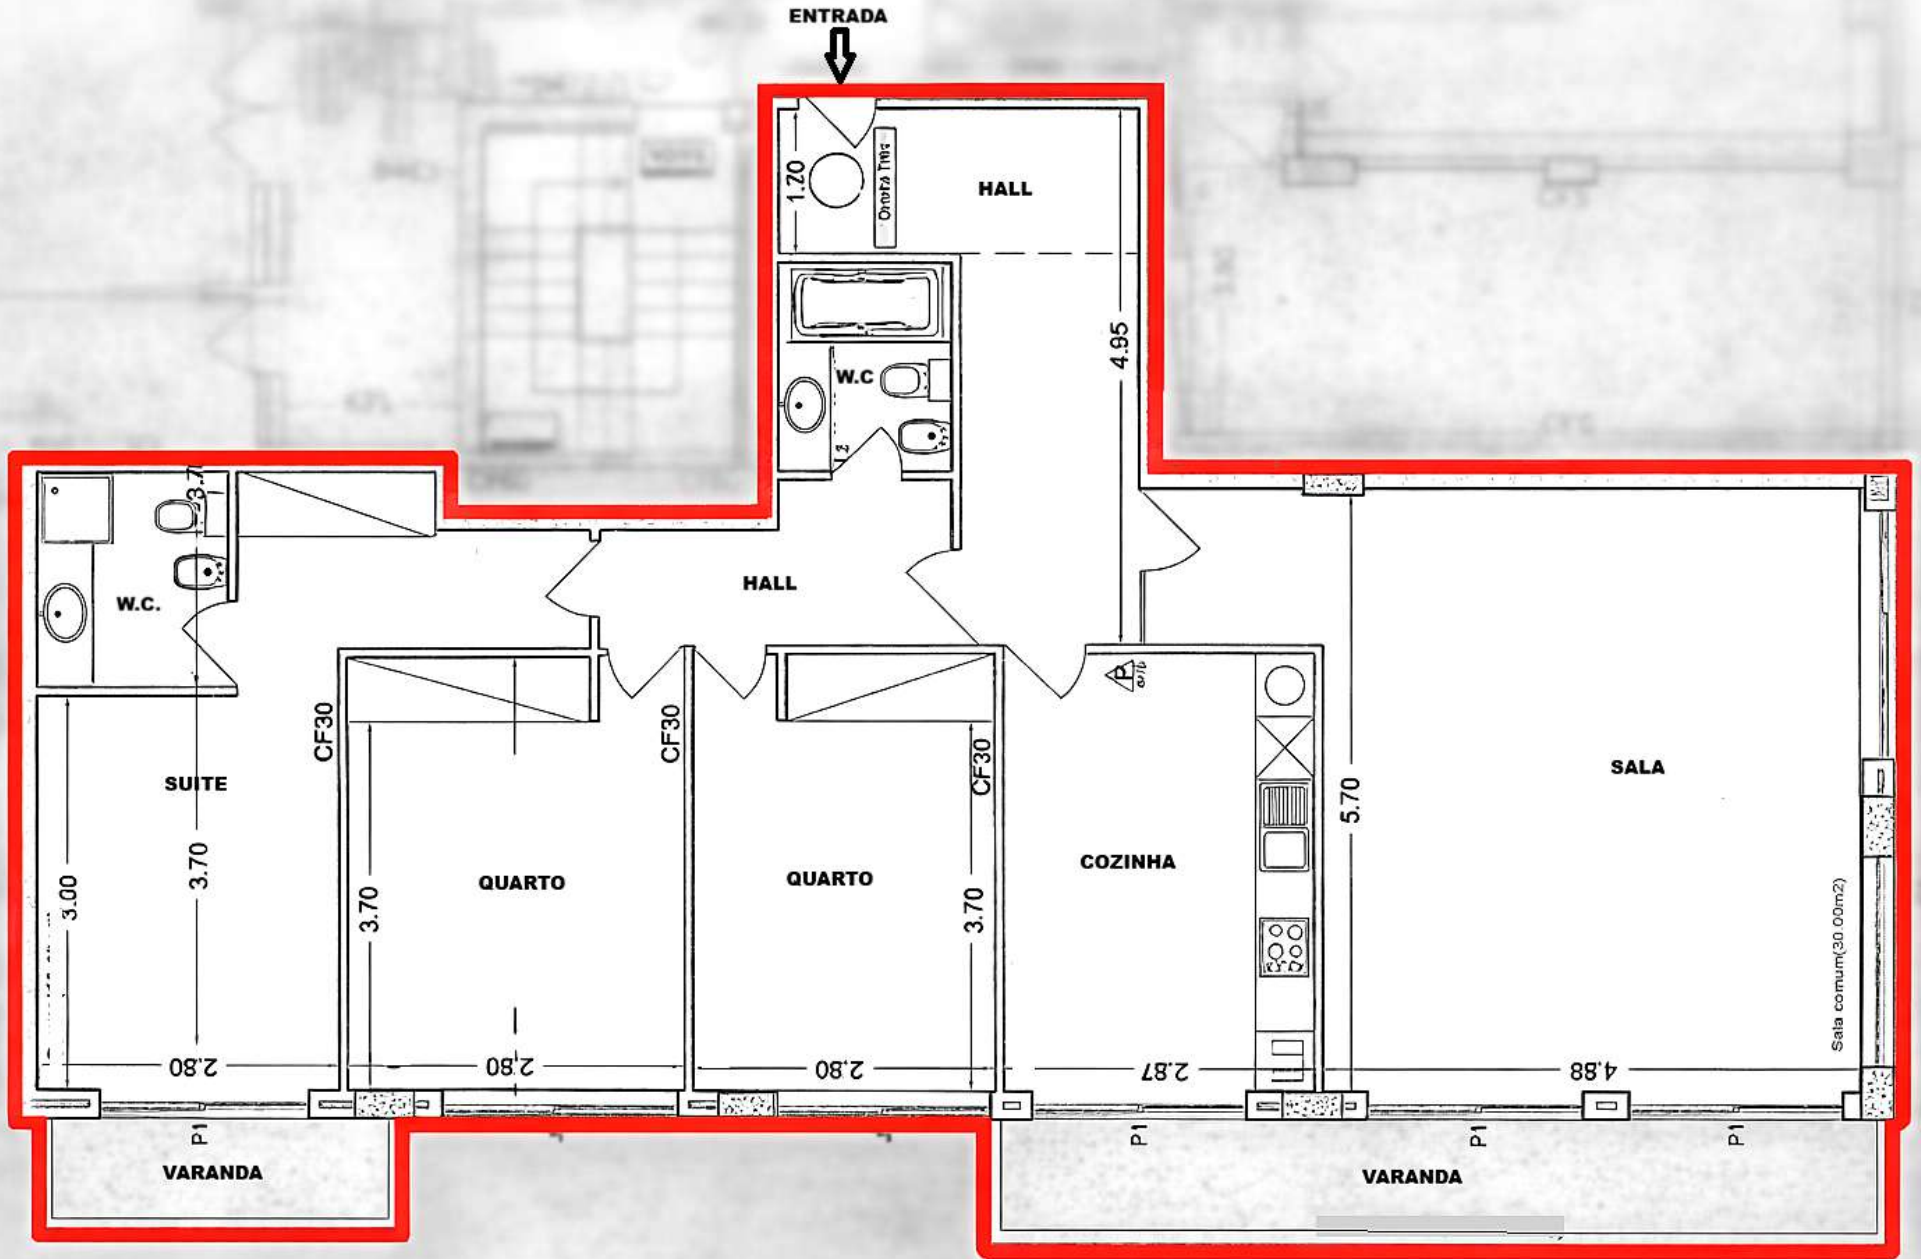 ENTRADA
1.20
HALL
4.95
W.C
3.7
W.C.
HALL
CF30
CF30
CF30
SUITE
3.00
3.70
QUARTO
3.70
QUARTO
3.70
COZINHA
P
5.70
SALA
Sala comum(30.00m2)
2.80
2.80
2.80
2.87
4.88
P1
P1
P1
P1
VARANDA
VARANDA